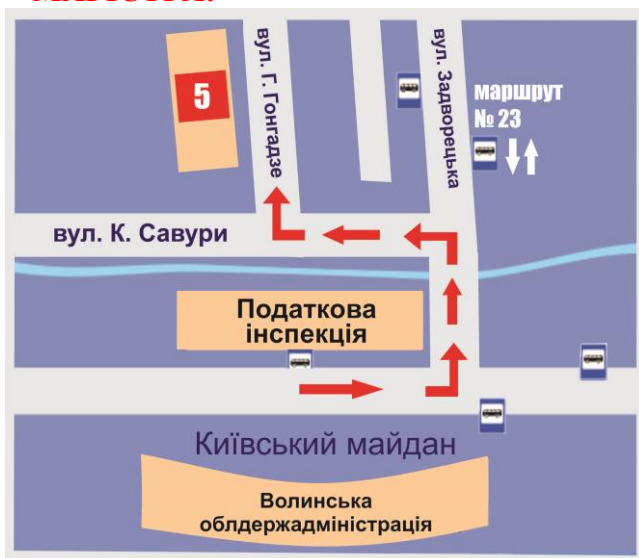 5
вул. Г. Гонгадзе
вул. Задворецька
маршрут
№ 23
вул. К. Савури
Податкова
інспекція
Київський майдан
Волинська
облдержадміністрація